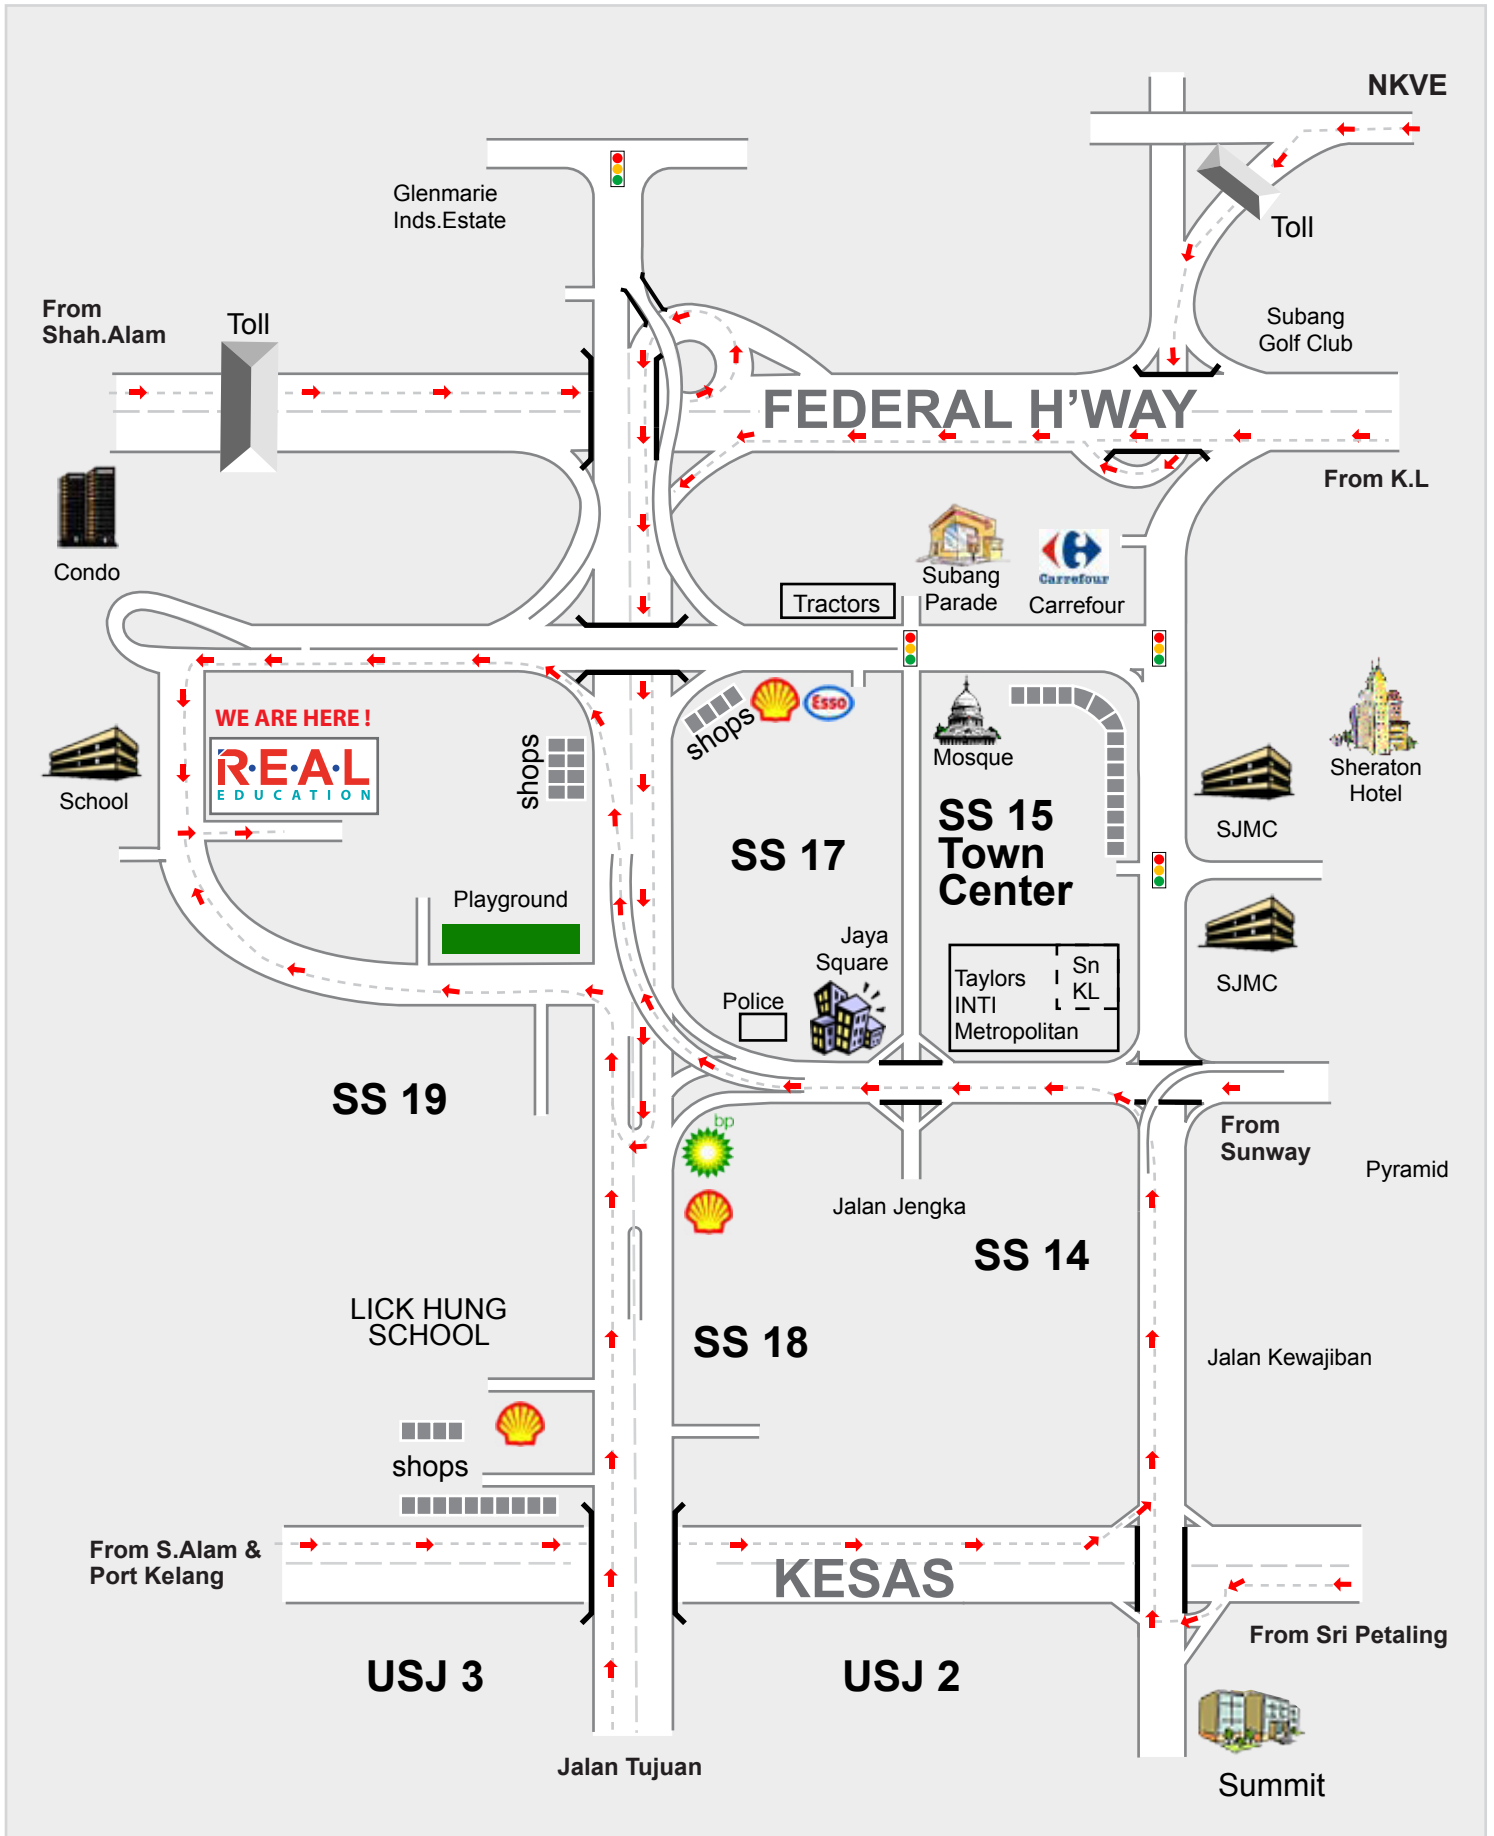 NKVE
Glenmarie
Inds.Estate
Toll
From
Shah.Alam
Toll
Subang
Golf Club
FEDERAL H'WAY
From K.L
Condo
Tractors
Subang
Parade
Carrefour
Carrefour
WE ARE HERE !
R·E·A·L
EDUCATION
School
shops
shops
Esso
Mosque
Sheraton
Hotel
SJMC
SS 17
SS 15
Town
Center
Playground
Jaya
Square
Police
Taylors
INTI
Metropolitan
Sn
KL
SJMC
SS 19
bp
From
Sunway
Pyramid
Jalan Jengka
SS 14
LICK HUNG
SCHOOL
SS 18
Jalan Kewajiban
shops
From S.Alam &
Port Kelang
KESAS
From Sri Petaling
USJ 3
USJ 2
Jalan Tujuan
Summit